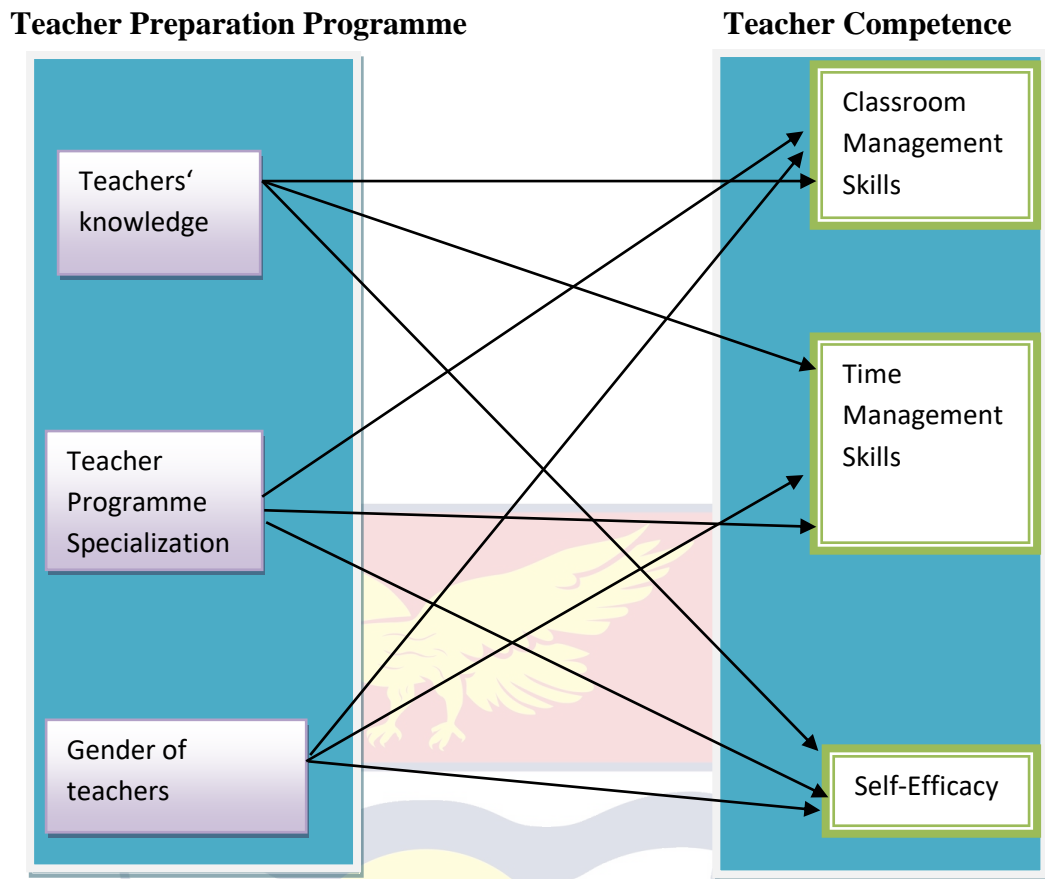 Teacher Preparation Programme
Teacher Competence
Teachers‘
knowledge
Teacher
Programme
Specialization
Gender of
teachers
Classroom
Management
Skills
Time
Management
Skills
Self-Efficacy